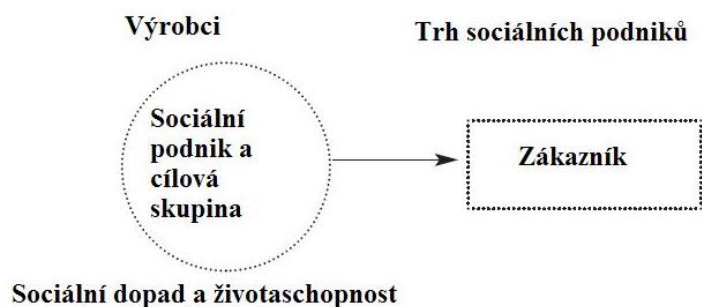 Výrobci
Trh sociálních podniků
Sociální
podnik a
cílová
skupina
Zákazník
Sociální dopad a životaschopnost